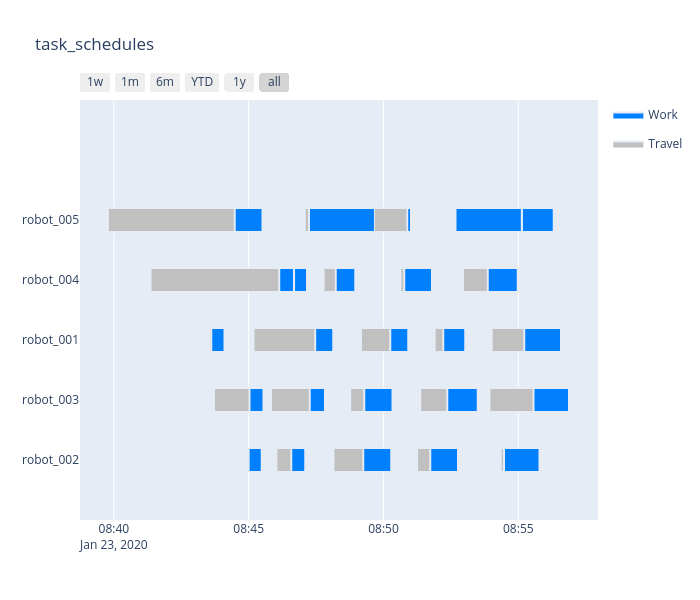 task_schedules
1w 1m 6m YTD 1y all
Work
Travel
robot_005
robot_004
robot_001
robot_003
robot_002
08:40 08:45 08:50 08:55
Jan 23, 2020